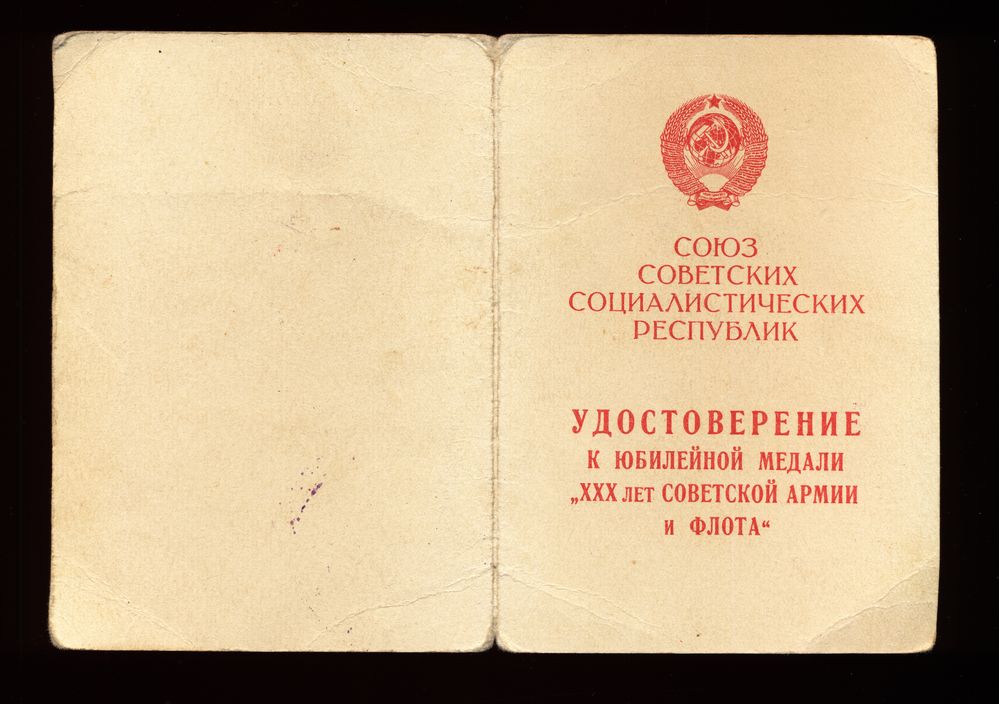 СОЮЗ
СОВЕТСКИХ
СОЦИАЛИСТИЧЕСКИХ
РЕСПУБЛИК
УДОСТОВЕРЕНИЕ
К ЮБИЛЕЙНОЙ МЕДАЛИ
„XXX ЛЕТ СОВЕТСКОЙ АРМИИ
И ФЛОТА“